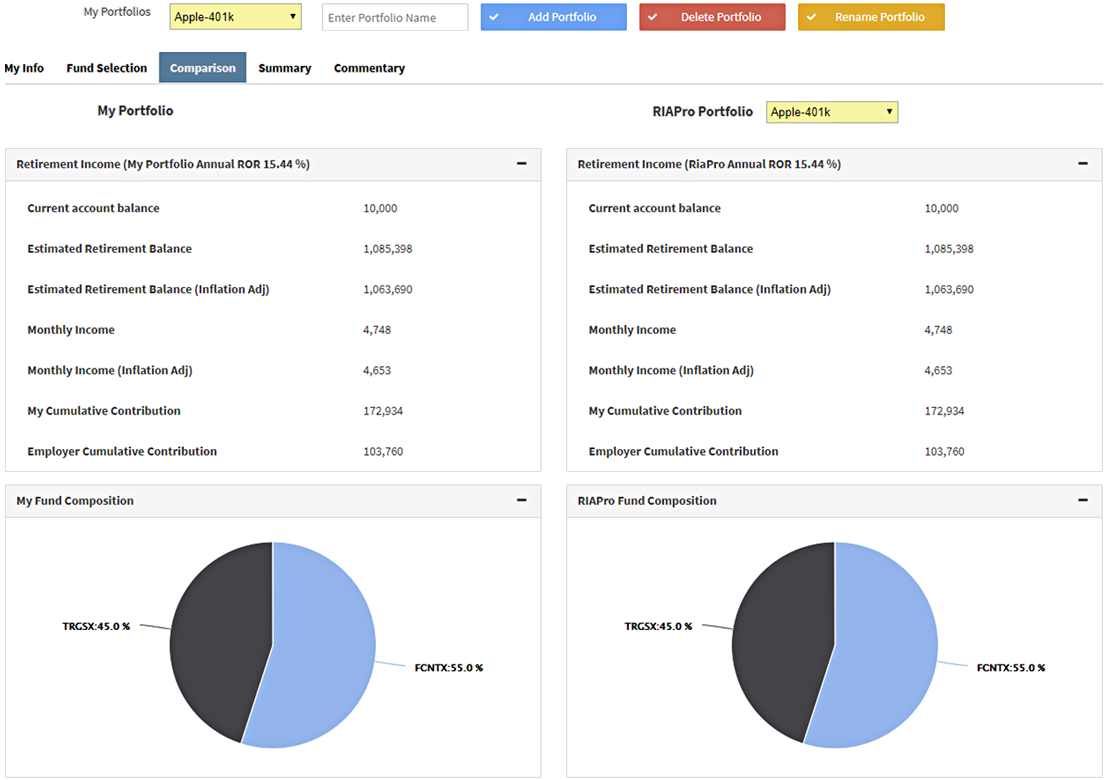 My Portfolios Apple-401k Enter Portfolio Name Add Portfolio Delete Portfolio Rename Portfolio
My Info Fund Selection Comparison Summary Commentary
My Portfolio RIAPro Portfolio Apple-401k
Retirement Income (My Portfolio Annual ROR 15.44 %)
Current account balance 10,000
Estimated Retirement Balance 1,085,398
Estimated Retirement Balance (Inflation Adj) 1,063,690
Monthly Income 4,748
Monthly Income (Inflation Adj) 4,653
My Cumulative Contribution 172,934
Employer Cumulative Contribution 103,760
Retirement Income (RiaPro Annual ROR 15.44 %)
Current account balance 10,000
Estimated Retirement Balance 1,085,398
Estimated Retirement Balance (Inflation Adj) 1,063,690
Monthly Income 4,748
Monthly Income (Inflation Adj) 4,653
My Cumulative Contribution 172,934
Employer Cumulative Contribution 103,760
My Fund Composition
TRGSX:45.0 %
FCNTX:55.0 %
RIAPro Fund Composition
TRGSX:45.0 %
FCNTX:55.0 %